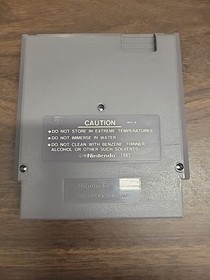 CAUTION
●DO NOT STORE IN EXTREME TEMPERATURES
●DO NOT IMMERSE IN WATER
●DO NOT CLEAN WITH BENZENE, THINNER,
ALCOHOL OR OTHER SUCH SOLVENTS
©Nintendo 1985